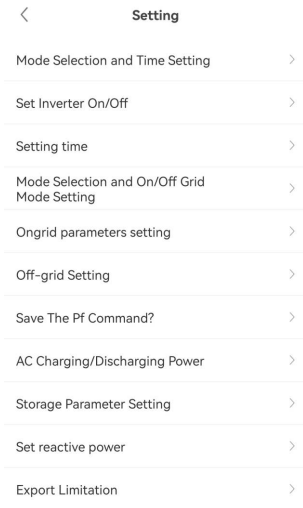 Setting
Mode Selection and Time Setting
Set Inverter On/Off
Setting time
Mode Selection and On/Off Grid
Mode Setting
Ongrid parameters setting
Off-grid Setting
Save The Pf Command?
AC Charging/Discharging Power
Storage Parameter Setting
Set reactive power
Export Limitation